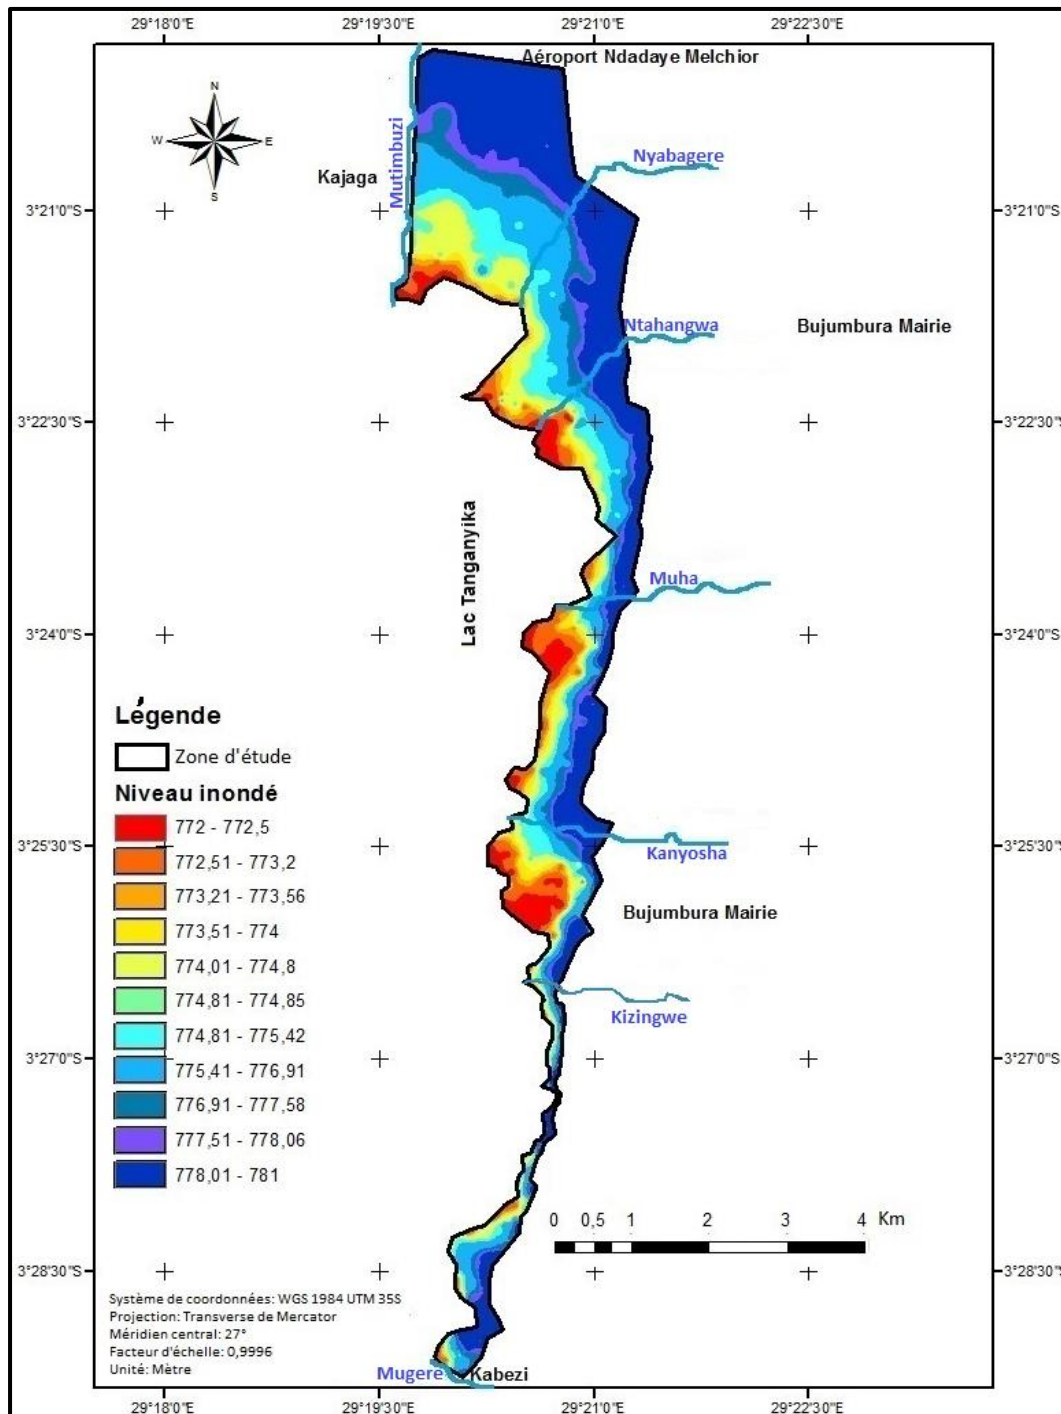 29°18'0"E 29°19'30"E 29°21'0"E 29°22'30"E
Aéroport Ndadaye Melchior
N
W E
S
Mutimbuzi
Kajaga
Nyabagere
3°21'0"S 3°21'0"S
Ntahangwa
Bujumbura Mairie
3°22'30"S 3°22'30"S
Lac Tanganyika
Muha
3°24'0"S 3°24'0"S
Légende
Zone d'étude
Niveau inondé
772 - 772,5
772,51 - 773,2
773,21 - 773,56
773,51 - 774
774,01 - 774,8
774,81 - 774,85
774,81 - 775,42
775,41 - 776,91
776,91 - 777,58
777,51 - 778,06
778,01 - 781
3°25'30"S 3°25'30"S
Kanyosha
Bujumbura Mairie
Kizingwe
3°27'0"S 3°27'0"S
0 0,5 1 2 3 4 Km
3°28'30"S 3°28'30"S
Système de coordonnées: WGS 1984 UTM 35S
Projection: Transverse de Mercator
Méridien central: 27°
Facteur d'échelle: 0,9996
Unité: Mètre
Mugere Kabezi
29°18'0"E 29°19'30"E 29°21'0"E 29°22'30"E